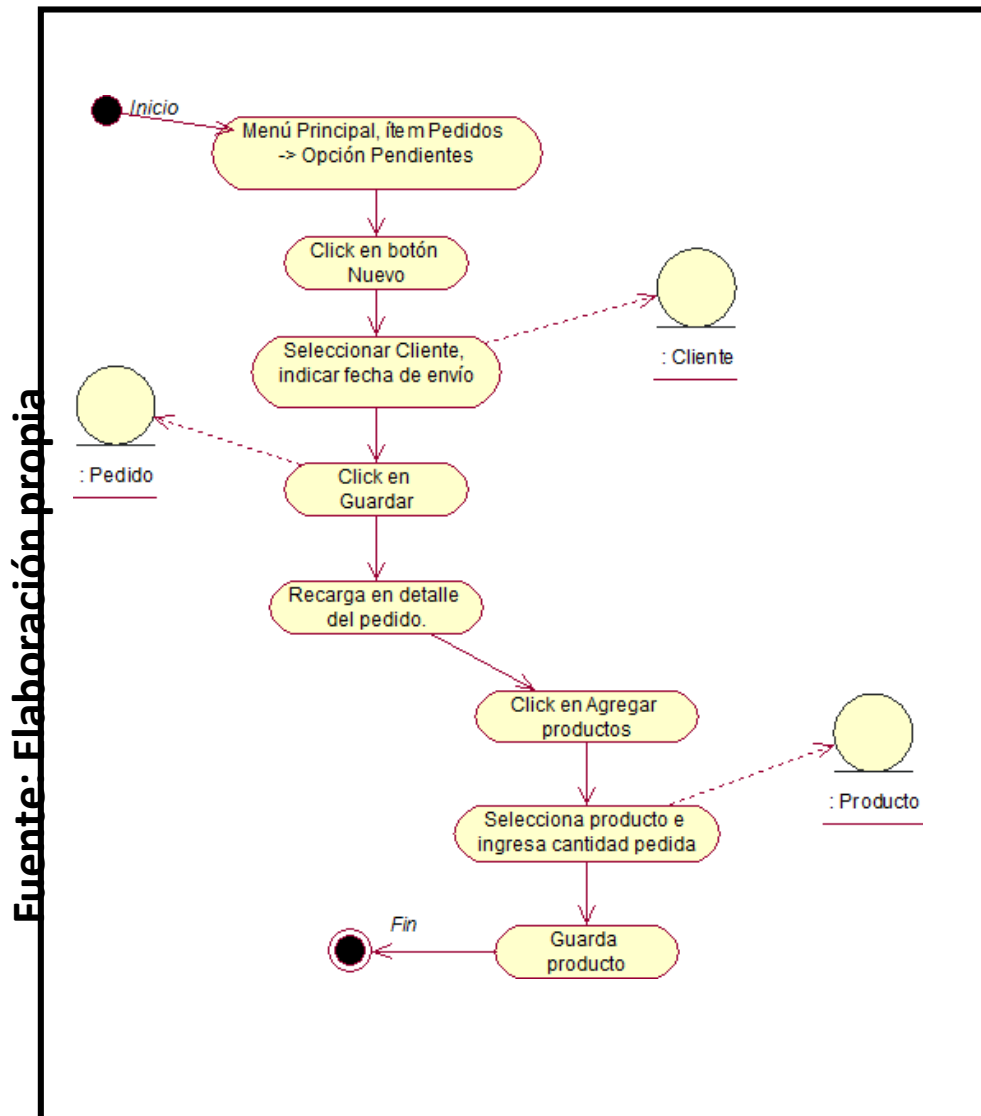 Inicio
Menú Principal, ítem Pedidos
-> Opción Pendientes
Click en botón
Nuevo
Seleccionar Cliente,
indicar fecha de envío
: Cliente
Click en
Guardar
: Pedido
Recarga en detalle
del pedido.
Click en Agregar
productos
Selecciona producto e
ingresa cantidad pedida
: Producto
Guarda
producto
Fin
Fuente: Elaboración propia